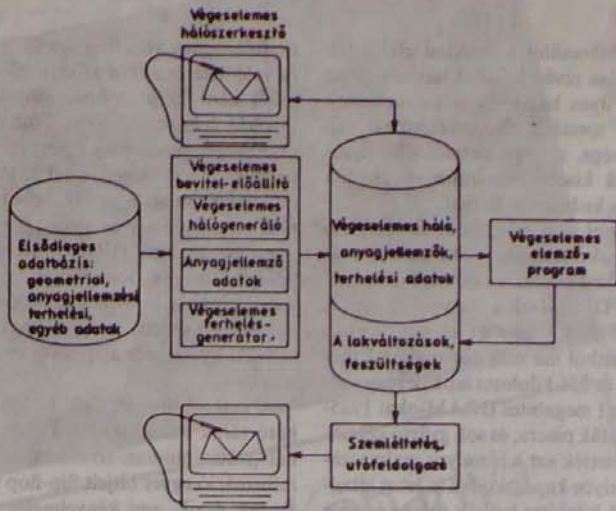 Végeselemes
hálószerkesztő
Végeselemes
bevitel-előállító
Végeselemes
hálógeneráló
Anyagjellemző
adatok
Végeselemes
terhelés-
generátor
Elsődleges
adatbázis:
geometriai,
anyagjellemzési
terhelési,
egyéb adatok
Végeselemes háló,
anyagjellemzők,
terhelési adatok
A lakváltozások,
feszültségek
Végeselemes
elemző
program
Szemléltetés,
utófeldolgozó